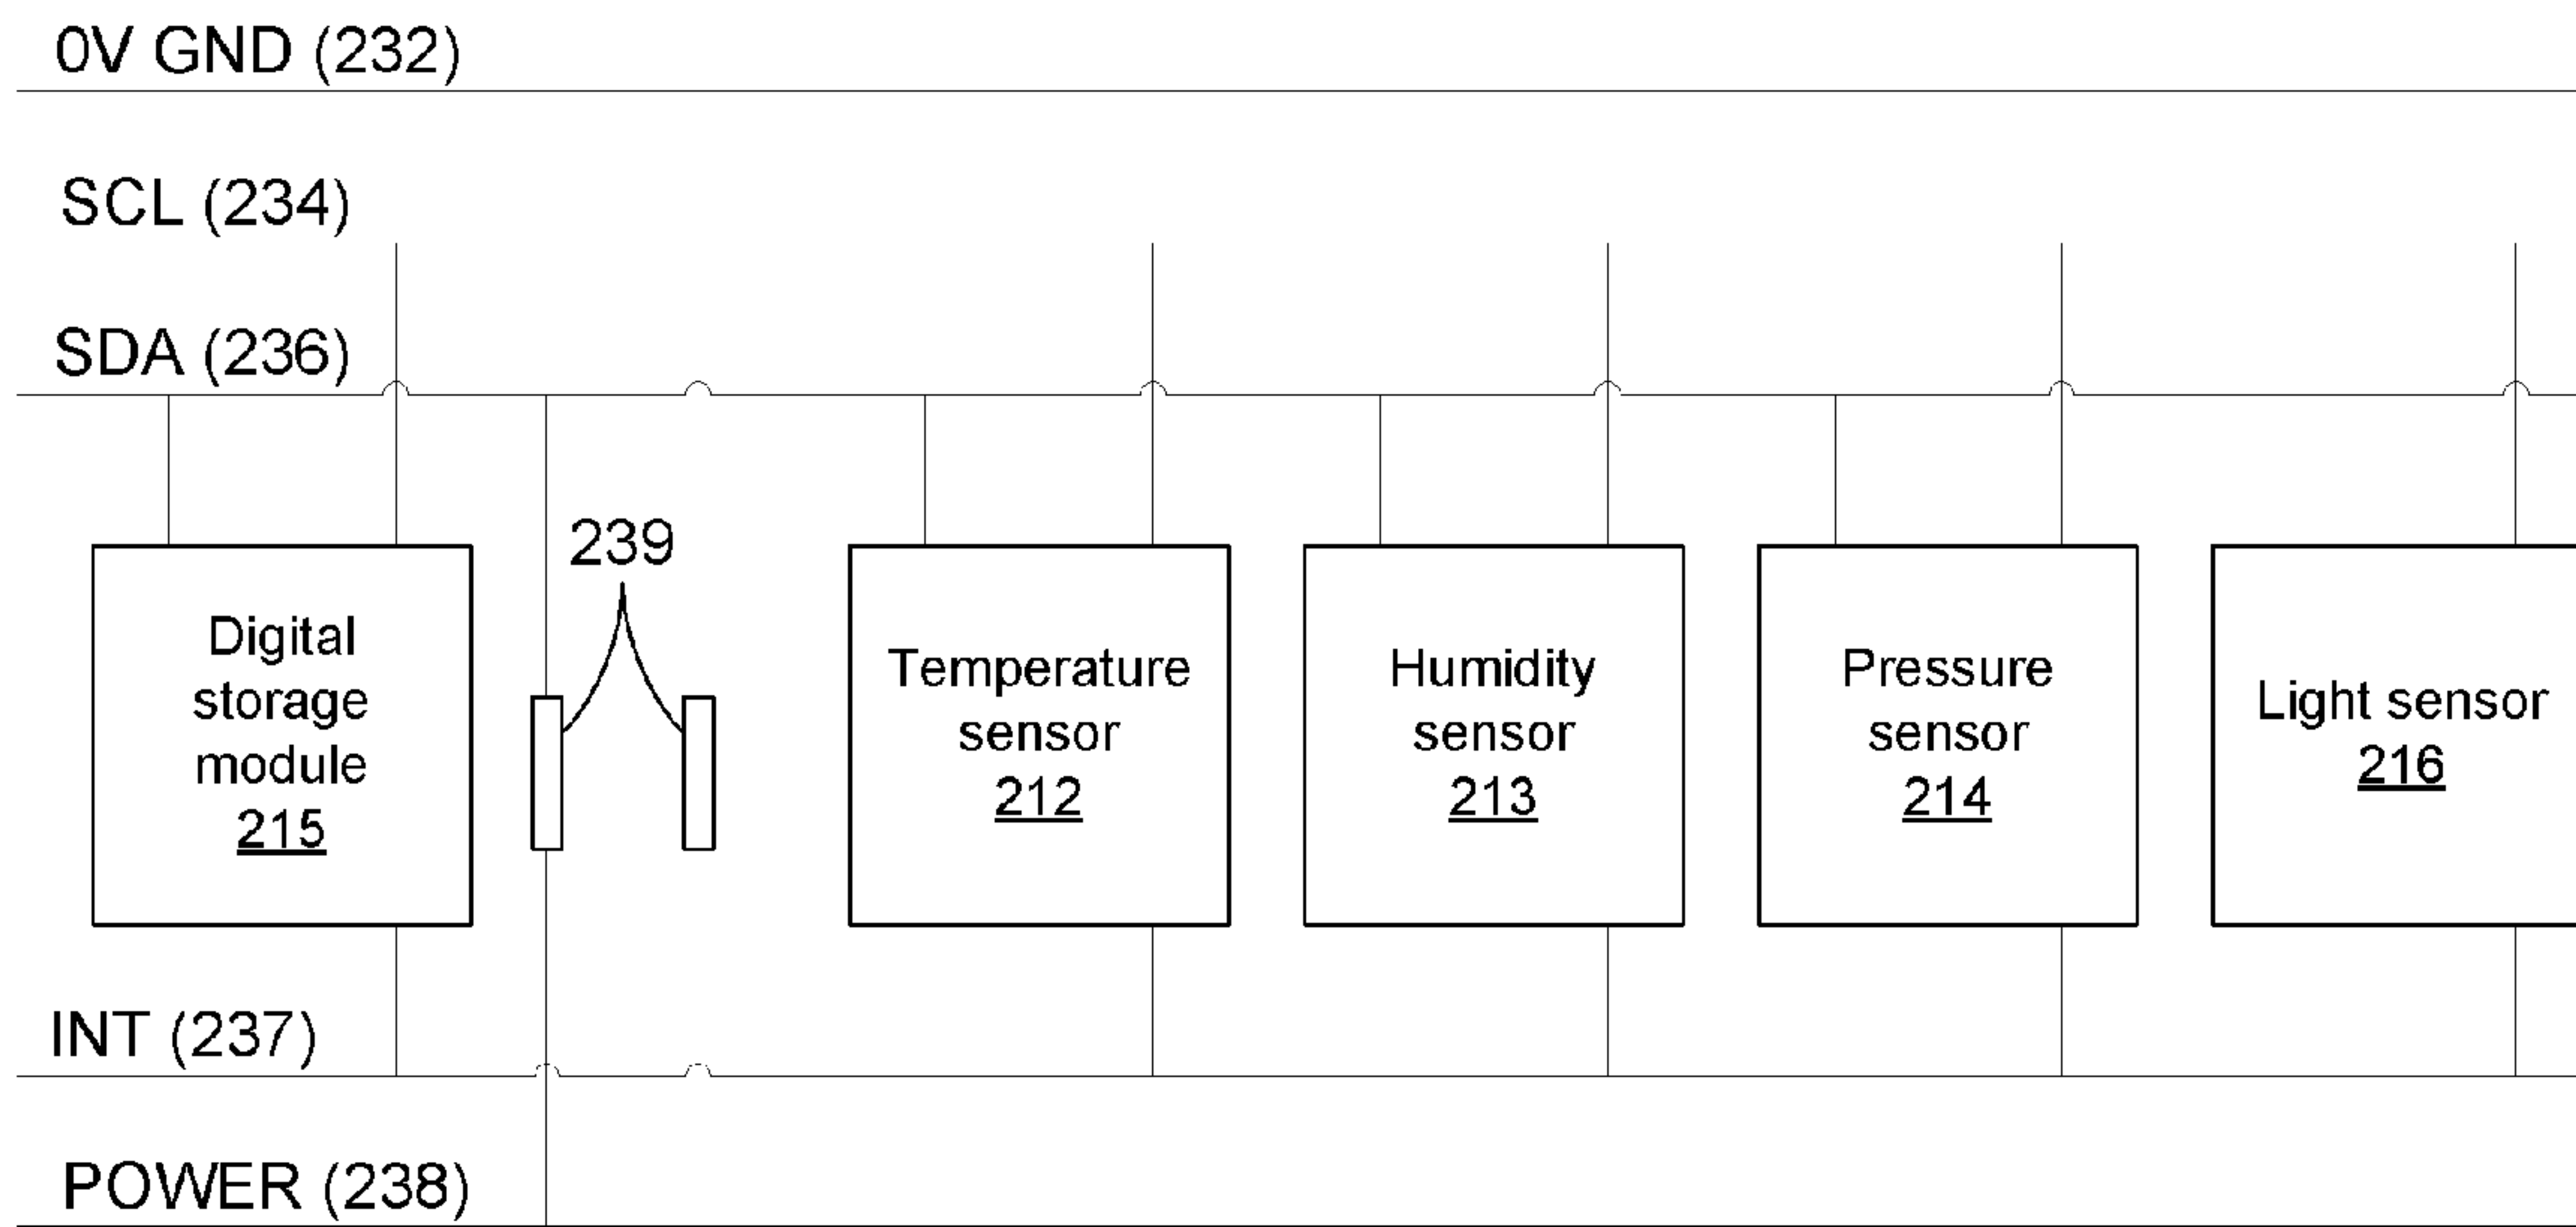 0V GND (232)
SCL (234)
SDA (236)
239
Digital
storage
module
215
Temperature
sensor
212
Humidity
sensor
213
Pressure
sensor
214
Light sensor
216
INT (237)
POWER (238)